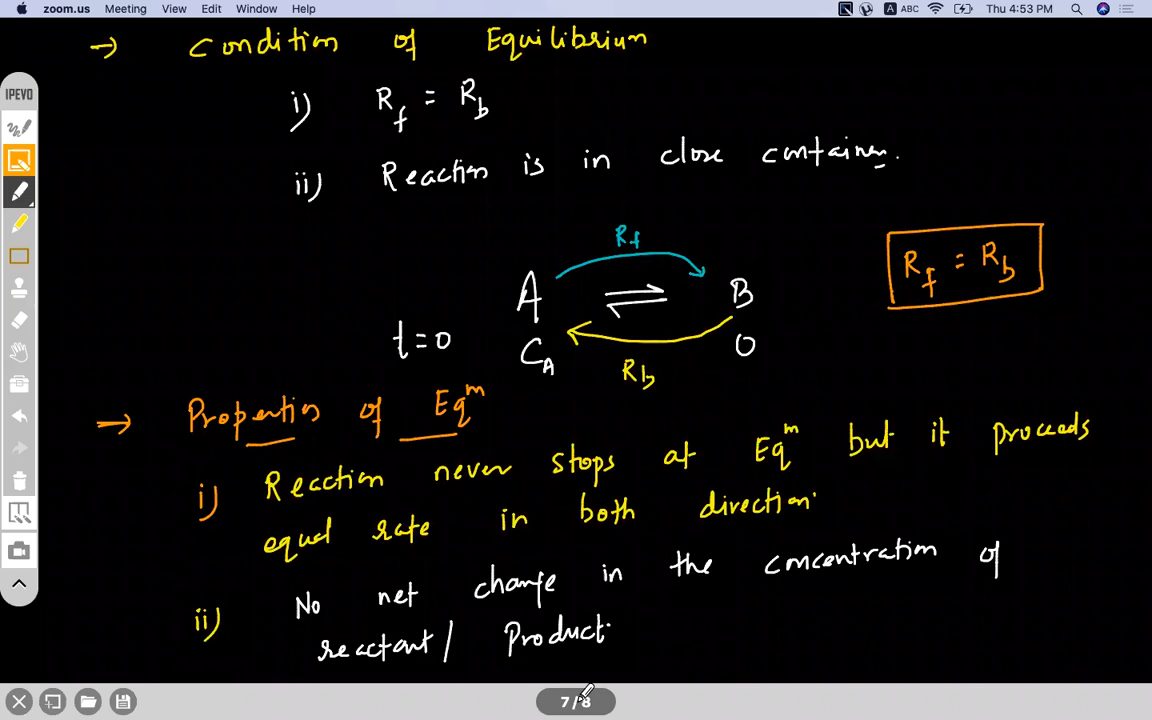 zoom.us Meeting View Edit Window Help A ABC Thu 4:53 PM
→ Condition of Equilibrium
i) Rf = Rb
ii) Reaction is in close container.
IPEVO
Rf
A ⇌ B
Rf = Rb
t=0 CA 0
Rb
→ Properties of Eqm
i) Reaction never stops at Eqm but it proceeds
equal rate in both direction.
ii) No net change in the concentration of
reactant/ Product.
7/8